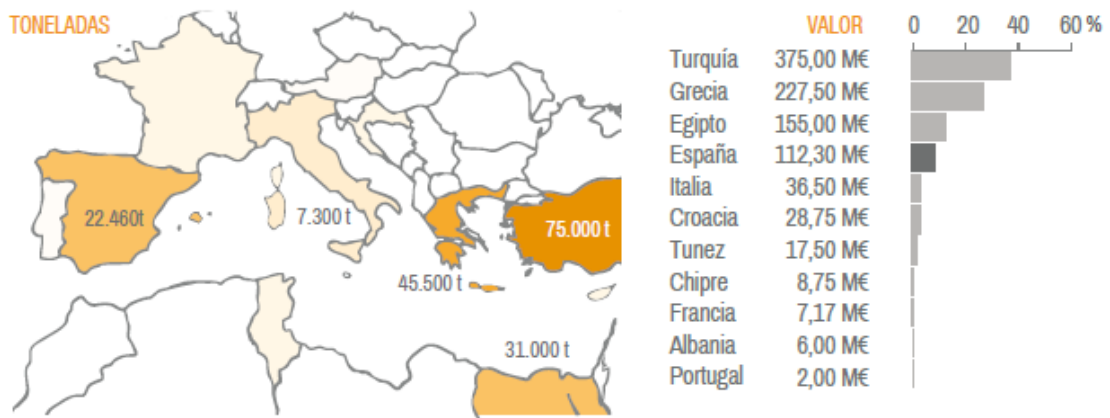 TONELADAS
22.460t
7.300 t
45.500 t
75.000 t
31.000 t
VALOR 0 20 40 60 %
Turquía 375,00 M€
Grecia 227,50 M€
Egipto 155,00 M€
España 112,30 M€
Italia 36,50 M€
Croacia 28,75 M€
Tunez 17,50 M€
Chipre 8,75 M€
Francia 7,17 M€
Albania 6,00 M€
Portugal 2,00 M€